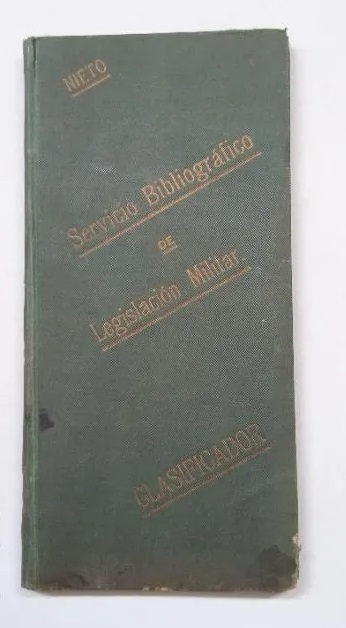 NIETO
Servicio Bibliográfico
DE
Legislación Militar.
CLASIFICADOR